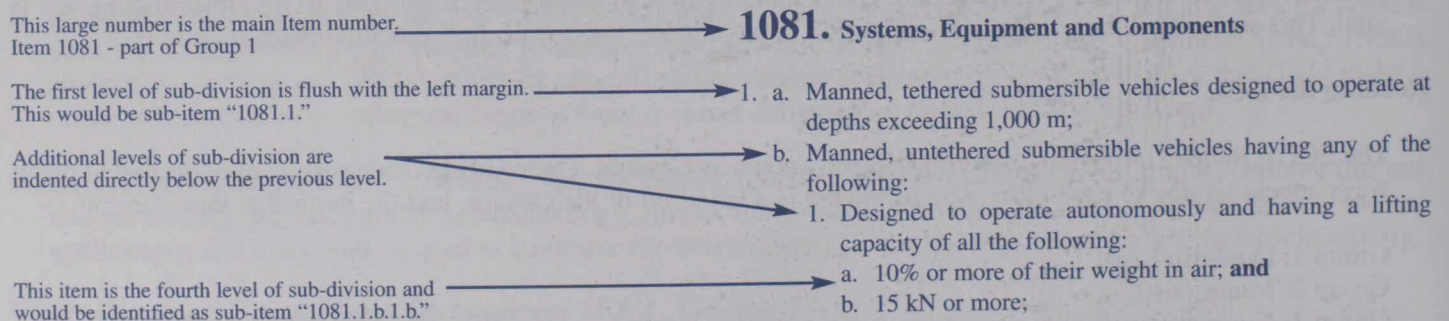 This large number is the main Item number.
Item 1081 - part of Group 1
1081. Systems, Equipment and Components
The first level of sub-division is flush with the left margin.
This would be sub-item “1081.1.”
1. a. Manned, tethered submersible vehicles designed to operate at
depths exceeding 1,000 m;
Additional levels of sub-division are
indented directly below the previous level.
b. Manned, untethered submersible vehicles having any of the
following:
1. Designed to operate autonomously and having a lifting
capacity of all the following:
This item is the fourth level of sub-division and
would be identified as sub-item “1081.1.b.1.b.”
a. 10% or more of their weight in air; and
b. 15 kN or more;